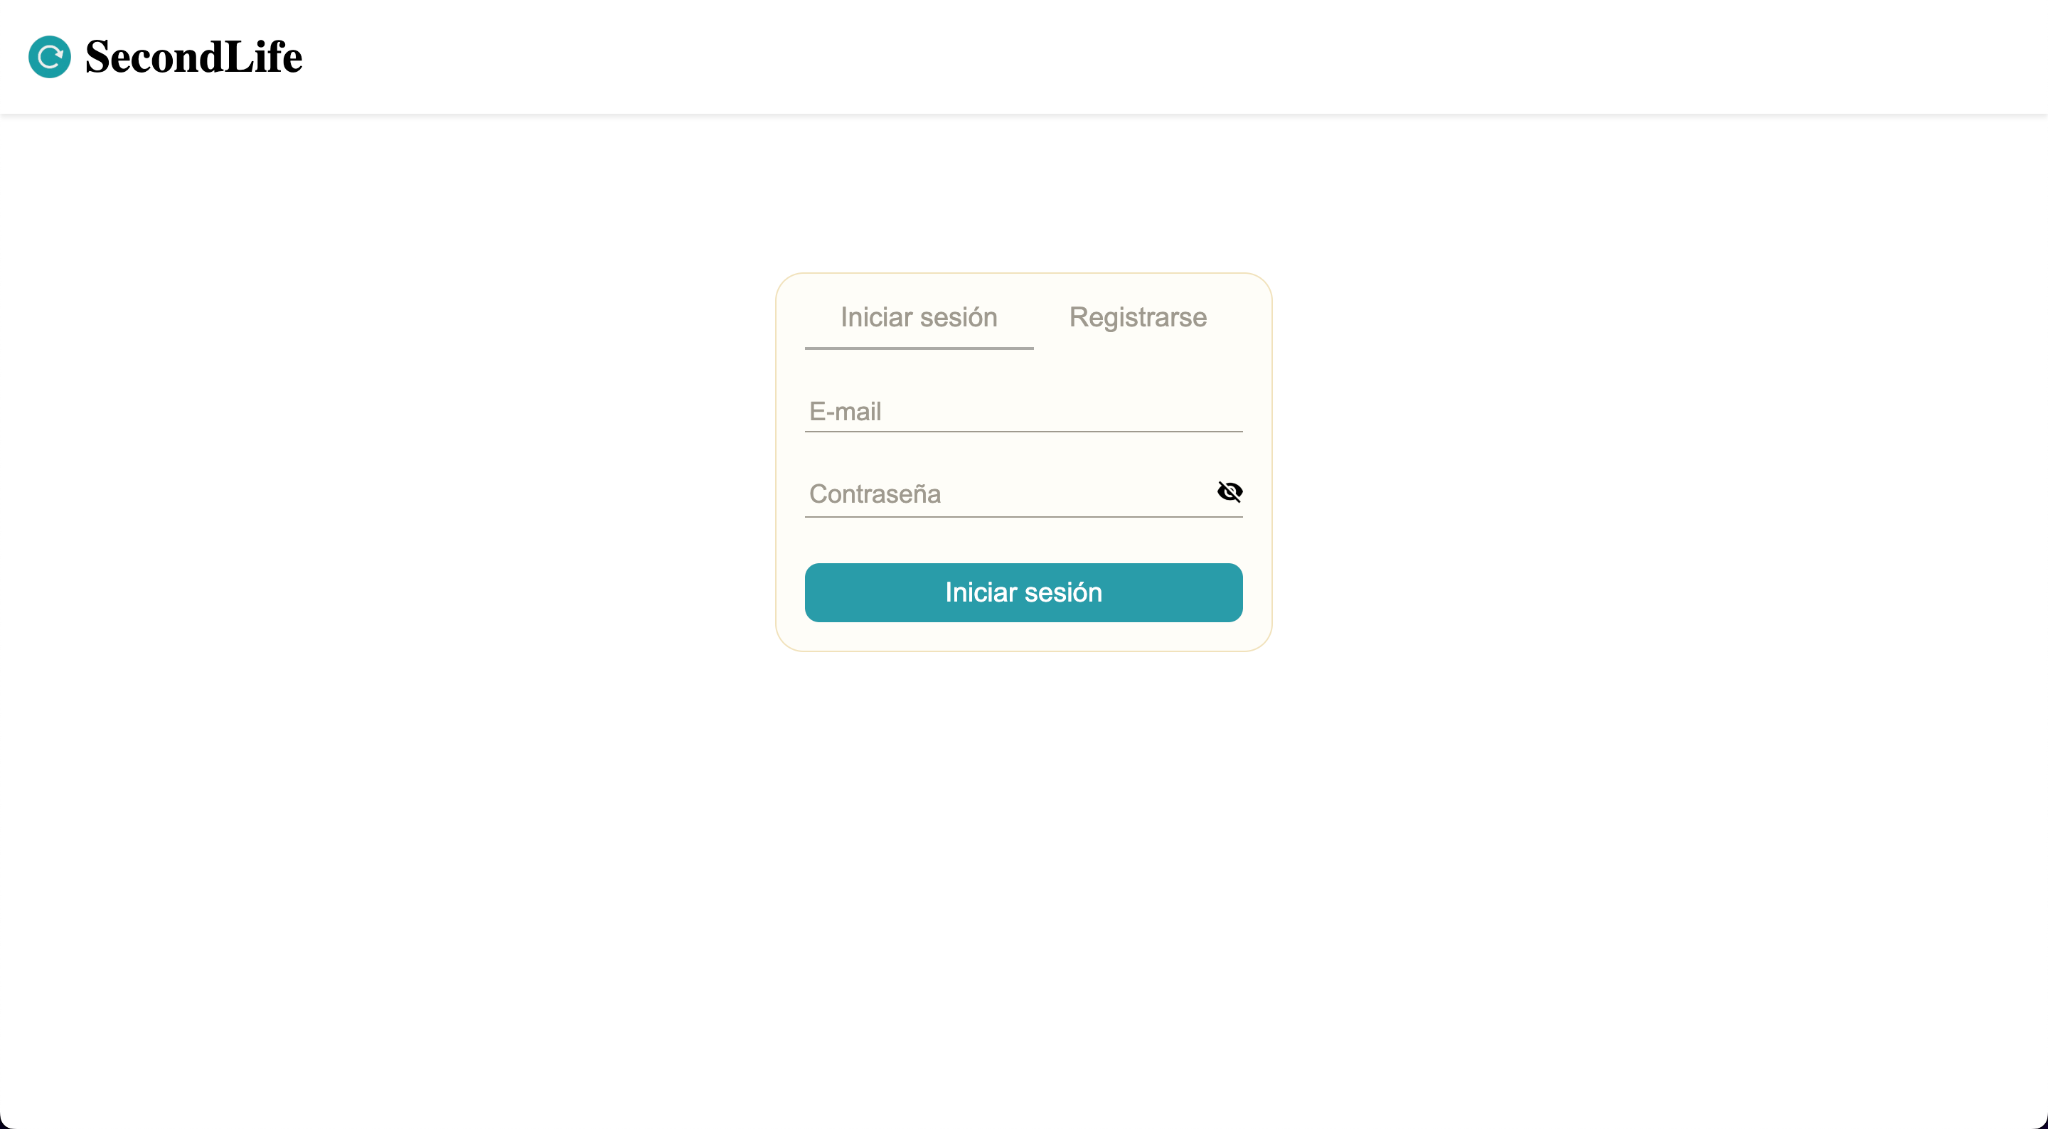 SecondLife
Iniciar sesión Registrarse
E-mail
Contraseña
Iniciar sesión